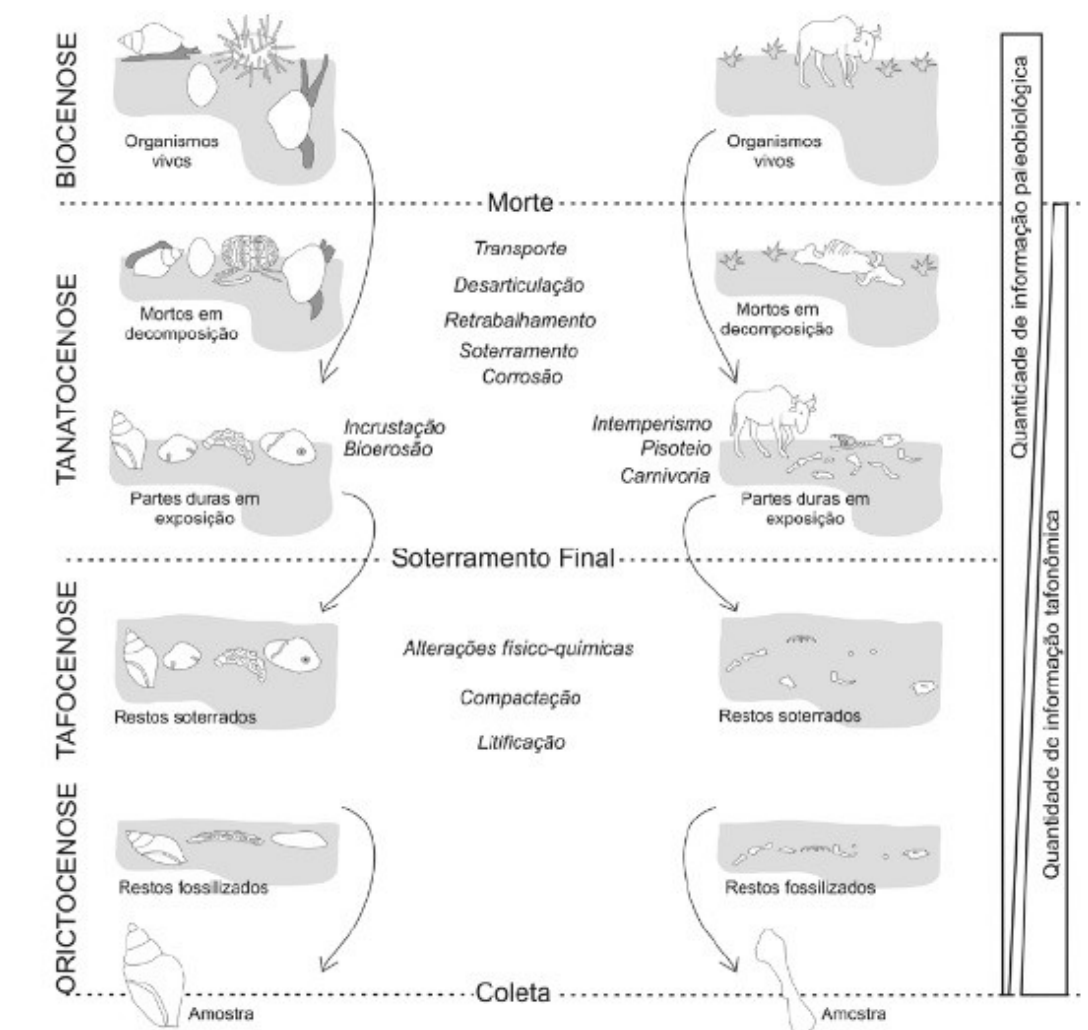 BIOCENOSE
Organismos
vivos
Organismos
vivos
Morte
TANATOCENOSE
Transporte
Desarticulação
Retrabalhamento
Soterramento
Corrosão
Mortos em
decomposição
Mortos em
decomposição
Incrustação
Bioerosão
Intemperismo
Pisoteio
Carnivoria
Partes duras em
exposição
Partes duras em
exposição
Soterramento Final
TAFOCENOSE
Alterações físico-químicas
Compactação
Litificação
Restos soterrados
Restos soterrados
ORICTOCENOSE
Restos fossilizados
Restos fossilizados
Coleta
Amostra
Amostra
Quantidade de informação paleobiológica
Quantidade de informação tafonômica